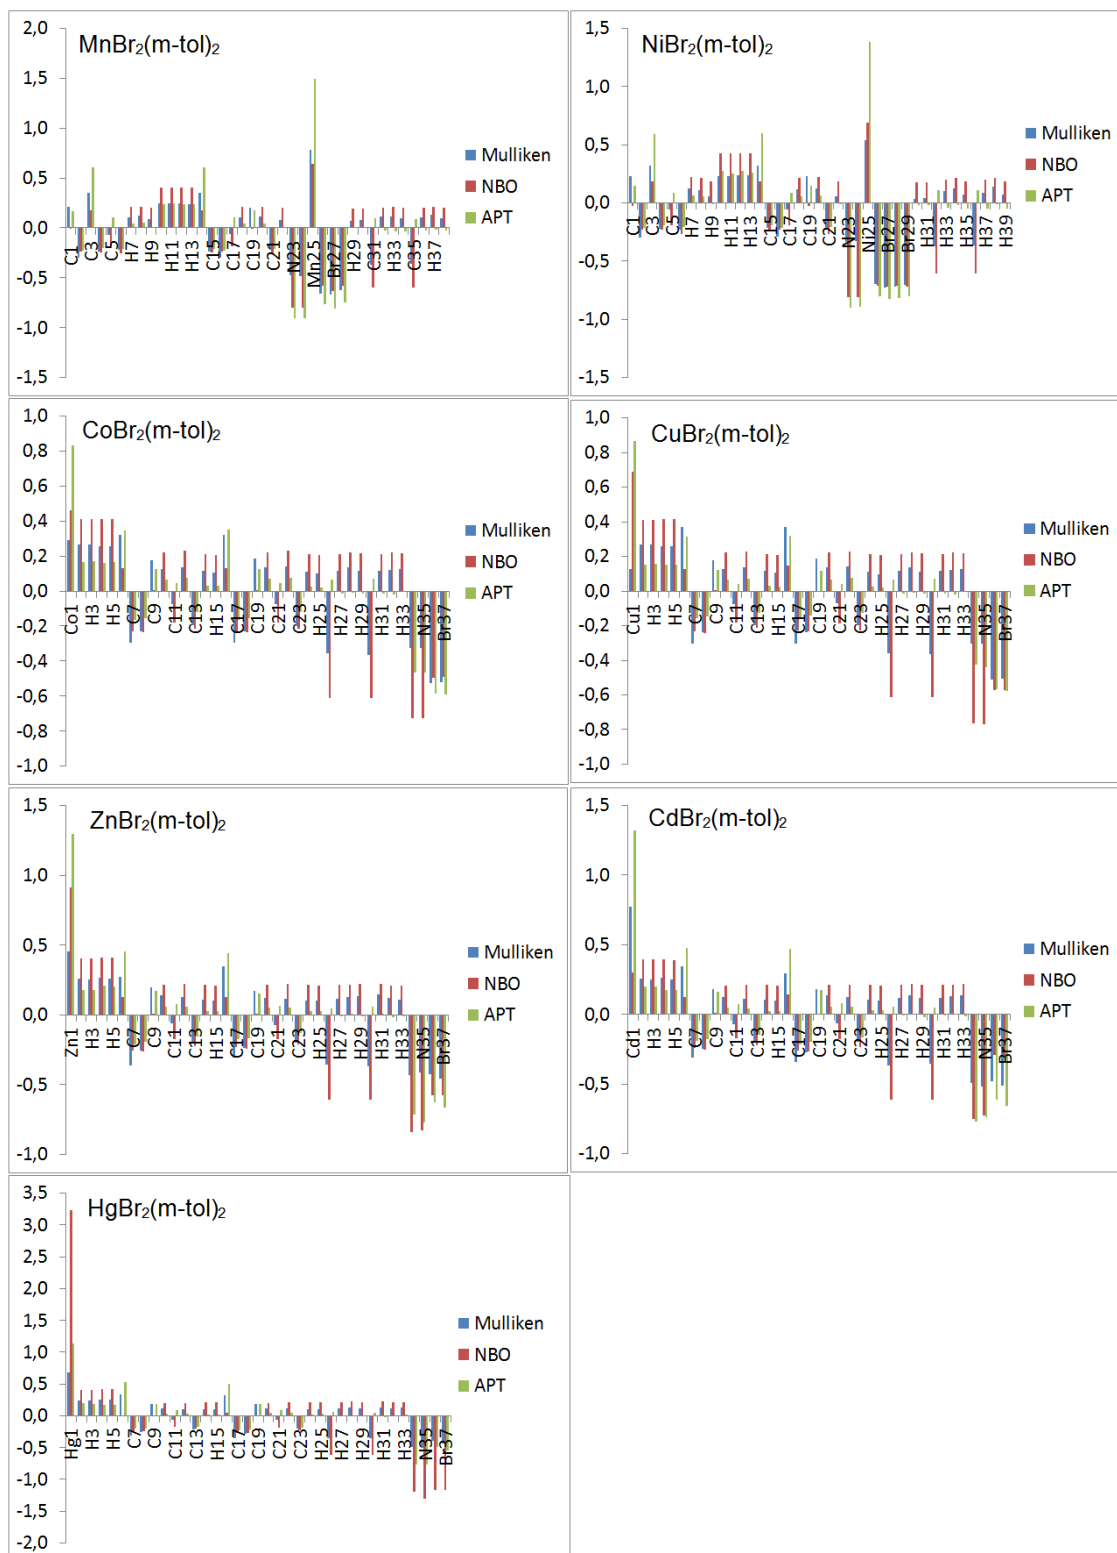 MnBr₂(m-tol)₂
2,0
1,5
1,0
0,5
0,0
-0,5
-1,0
-1,5
C1 C3 C5 H7 H9 H11 H13 C15 C17 C19 C21 N23 Mn25 Br27 H29 C31 H33 C35 H37
Mulliken
NBO
APT
NiBr₂(m-tol)₂
1,5
1,0
0,5
0,0
-0,5
-1,0
-1,5
C1 C3 C5 H7 H9 H11 H13 C15 C17 C19 C21 N23 Ni25 Br27 Br29 H31 H33 H35 H37 H39
Mulliken
NBO
APT
CoBr₂(m-tol)₂
1,0
0,8
0,6
0,4
0,2
0,0
-0,2
-0,4
-0,6
-0,8
-1,0
Co1 H3 H5 C7 C9 C11 C13 H15 C17 C19 C21 C23 H25 H27 H29 H31 H33 N35 Br37
Mulliken
NBO
APT
CuBr₂(m-tol)₂
1,0
0,8
0,6
0,4
0,2
0,0
-0,2
-0,4
-0,6
-0,8
-1,0
Cu1 H3 H5 C7 C9 C11 C13 H15 C17 C19 C21 C23 H25 H27 H29 H31 H33 N35 Br37
Mulliken
NBO
APT
ZnBr₂(m-tol)₂
1,5
1,0
0,5
0,0
-0,5
-1,0
Zn1 H3 H5 C7 C9 C11 C13 H15 C17 C19 C21 C23 H25 H27 H29 H31 H33 N35 Br37
Mulliken
NBO
APT
CdBr₂(m-tol)₂
1,5
1,0
0,5
0,0
-0,5
-1,0
Cd1 H3 H5 C7 C9 C11 C13 H15 C17 C19 C21 C23 H25 H27 H29 H31 H33 N35 Br37
Mulliken
NBO
APT
HgBr₂(m-tol)₂
3,5
3,0
2,5
2,0
1,5
1,0
0,5
0,0
-0,5
-1,0
-1,5
-2,0
Hg1 H3 H5 C7 C9 C11 C13 H15 C17 C19 C21 C23 H25 H27 H29 H31 H33 N35 Br37
Mulliken
NBO
APT